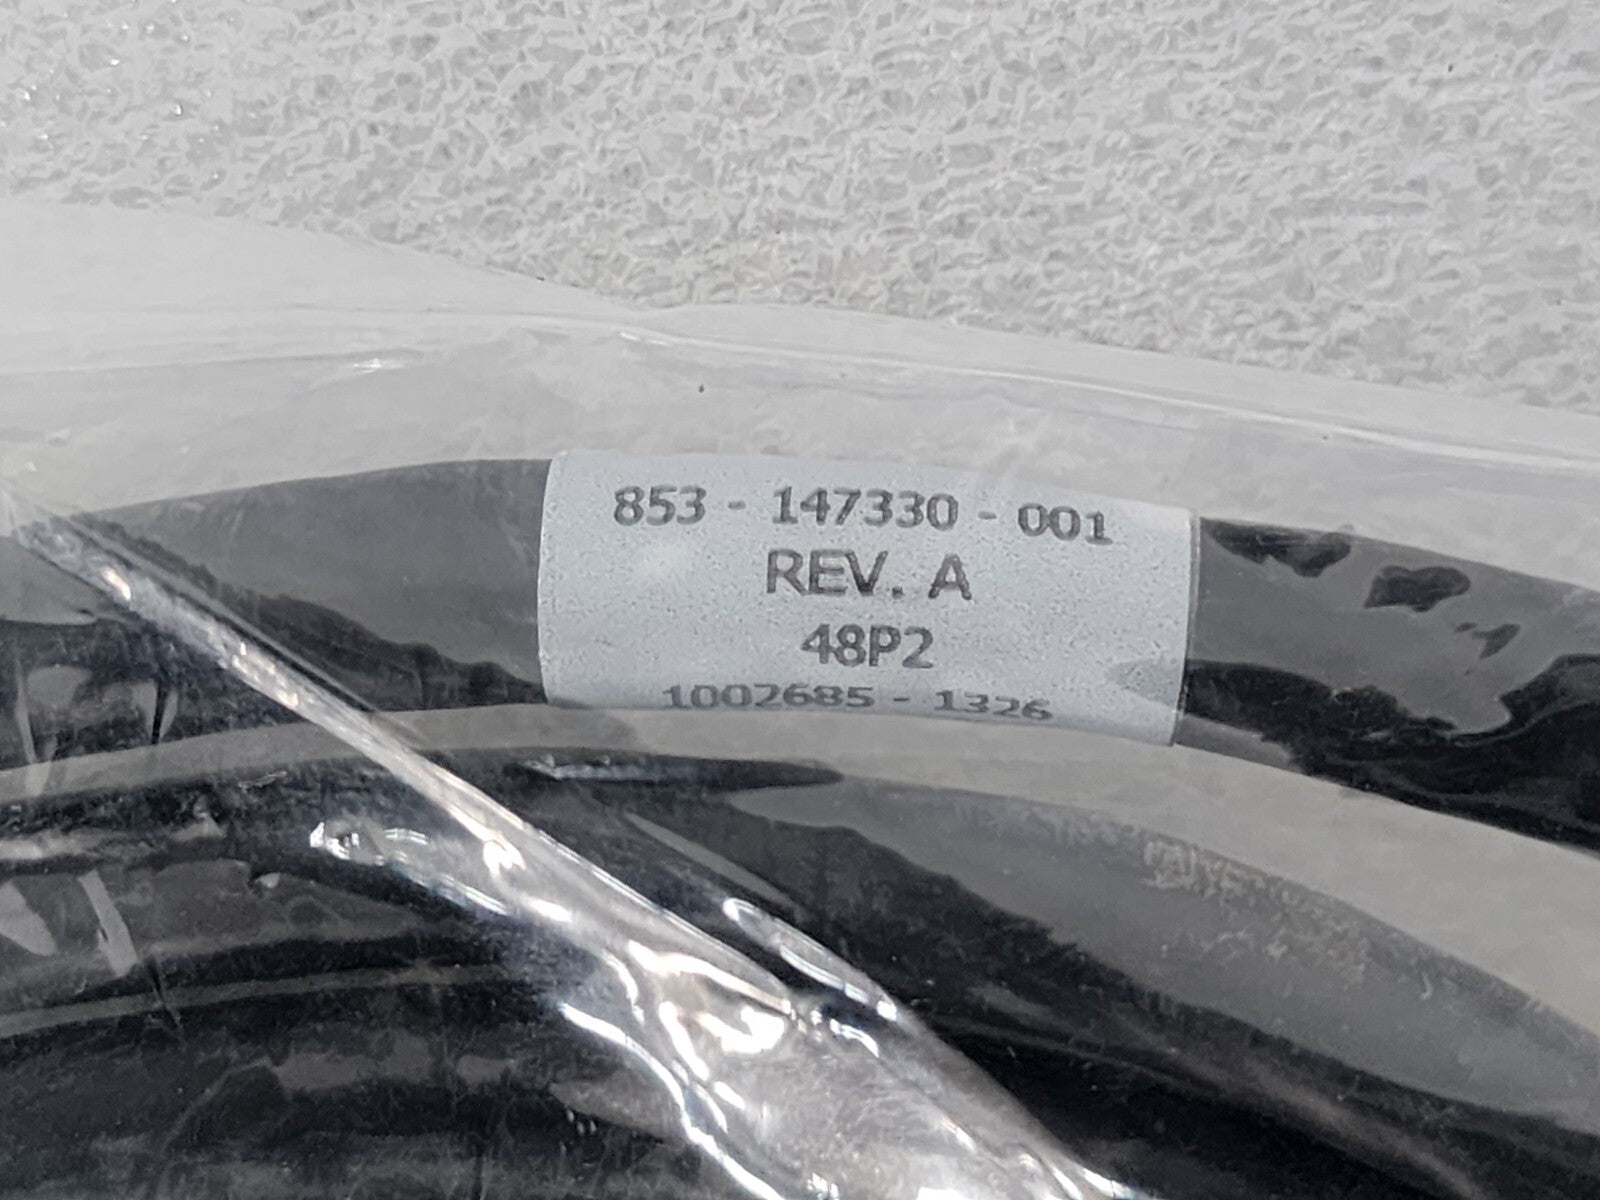 853 - 147330 - 001
REV. A
48P2
1002685 - 1326